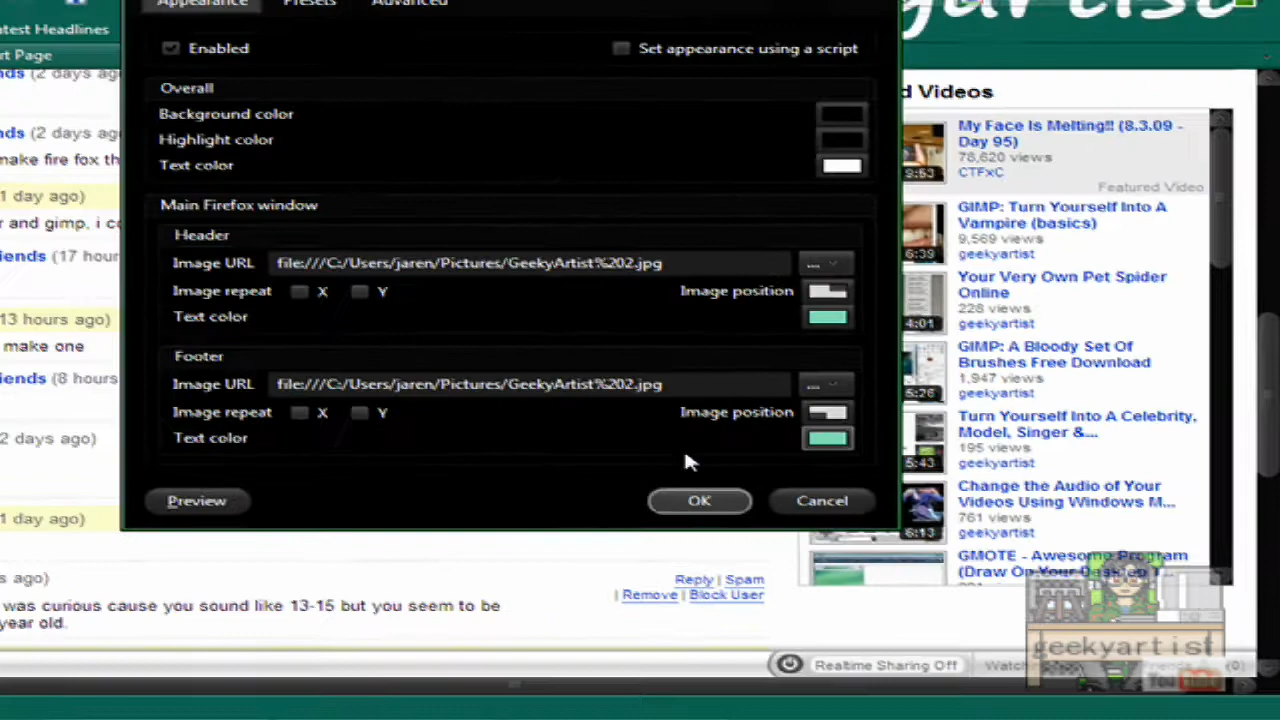 Appearance
Presets
Advanced
atest Headlines
rt Page
Enabled
Set appearance using a script
Overall
Background color
Highlight color
Text color
Main Firefox window
Header
Image URL file:///C:/Users/jaren/Pictures/GeekyArtist%202.jpg ...
Image repeat X Y Image position
Text color
Footer
Image URL file:///C:/Users/jaren/Pictures/GeekyArtist%202.jpg ...
Image repeat X Y Image position
Text color
Preview
OK
Cancel
nds (2 days ag
nds (2 days ag
make fire fox th
1 day ago)
r and gimp, i c
iends (17 hour
13 hours ago)
make one
iends (8 hours
2 days ago)
1 day ago)
s ago)
Reply | Spam
| Remove | Block User
was curious cause you sound like 13-15 but you seem to be
year old.
d Videos
My Face Is Melting!! (8.3.09 -
Day 95)
78,620 views
CTFxC
9:53
Featured Video
GIMP: Turn Yourself Into A
Vampire (basics)
9,569 views
geekyartist
6:39
Your Very Own Pet Spider
Online
228 views
geekyartist
4:01
GIMP: A Bloody Set Of
Brushes Free Download
1,947 views
geekyartist
5:26
Turn Yourself Into A Celebrity,
Model, Singer &...
195 views
geekyartist
5:43
Change the Audio of Your
Videos Using Windows M...
761 views
geekyartist
6:13
GMOTE - Awesome Program
(Draw On Your Desktop
geekyartist
You
Realtime Sharing Off
(0)